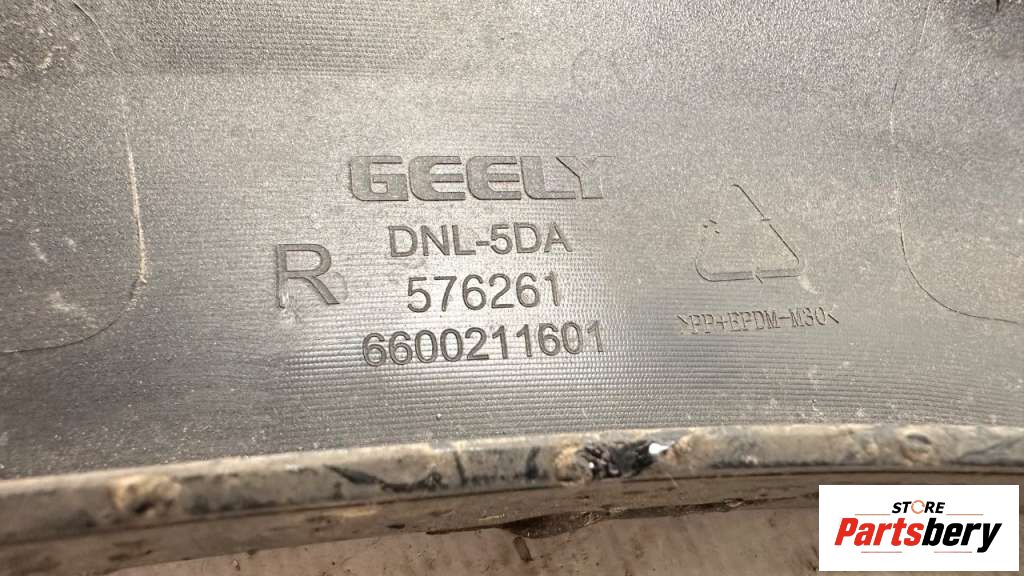 GEELY
DNL-5DA
R
576261
6600211601
>PP+EPDM-M30<
STORE
Partsbery